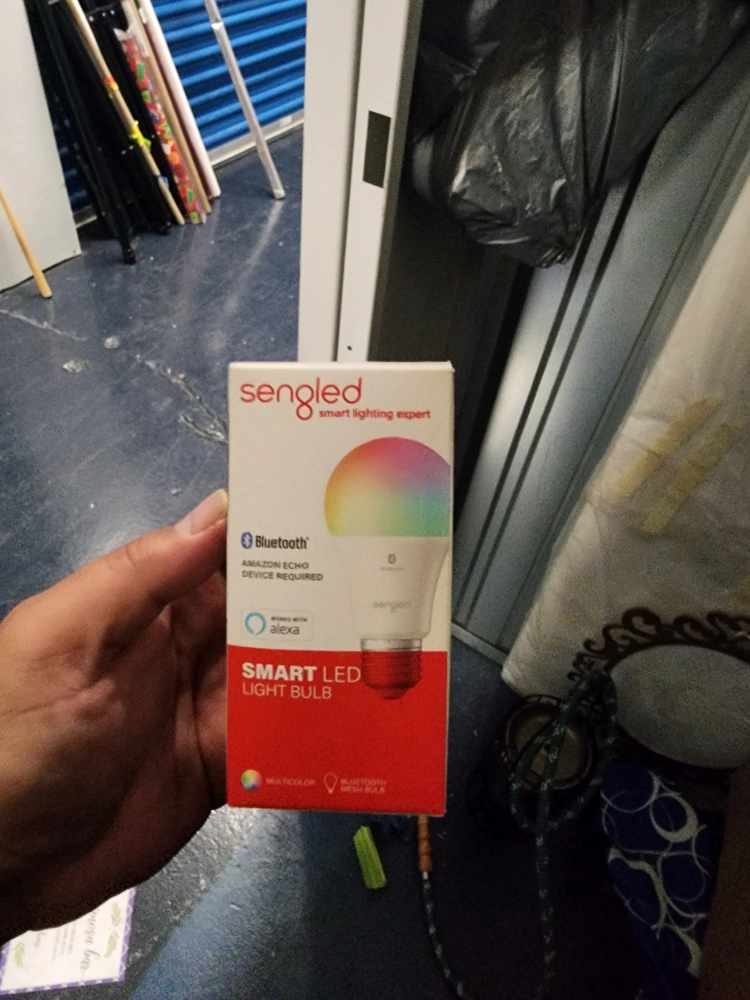 sengled
smart lighting expert
Bluetooth®
AMAZON ECHO
DEVICE REQUIRED
WORKS WITH
alexa
sengled
SMART LED
LIGHT BULB
MULTICOLOR
BLUETOOTH
MESH BULB